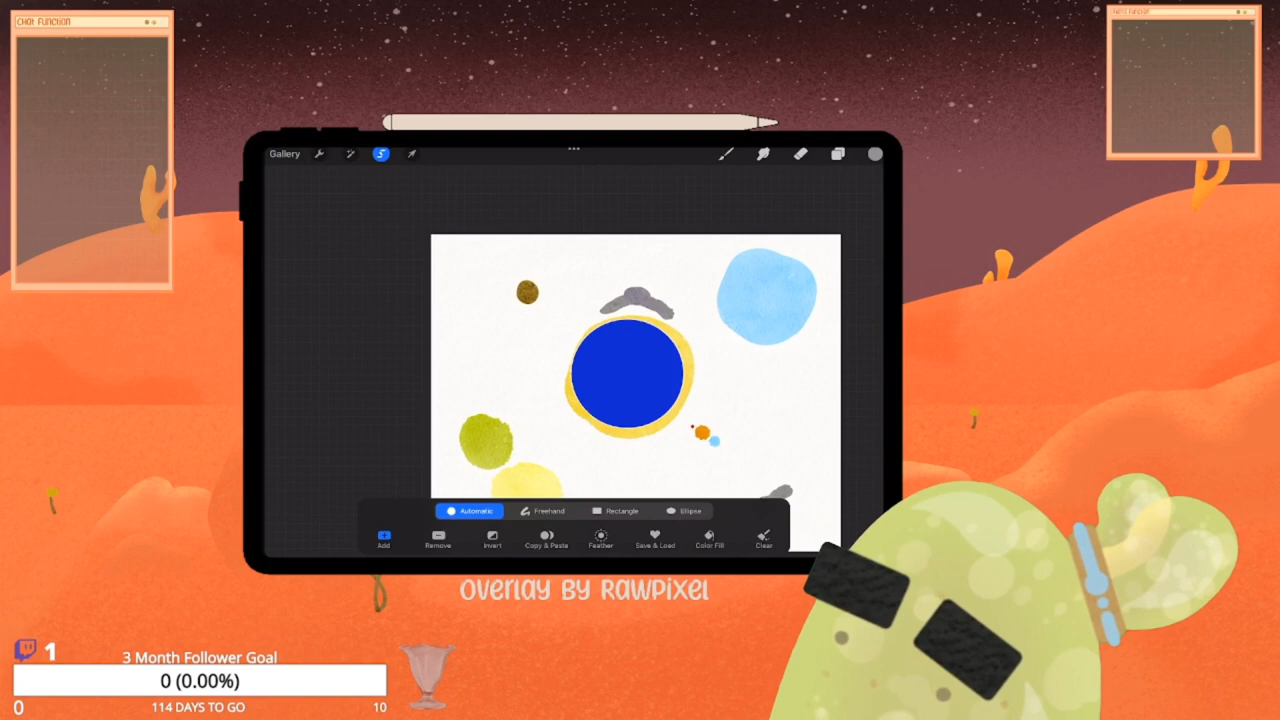 Chat Function
Gallery
Automatic
Freehand
Rectangle
Ellipse
Add
Remove
Invert
Copy & Paste
Feather
Save & Load
Color Fill
Clear
Overlay by Rawpixel
1
3 Month Follower Goal
0 (0.00%)
0
114 DAYS TO GO
10